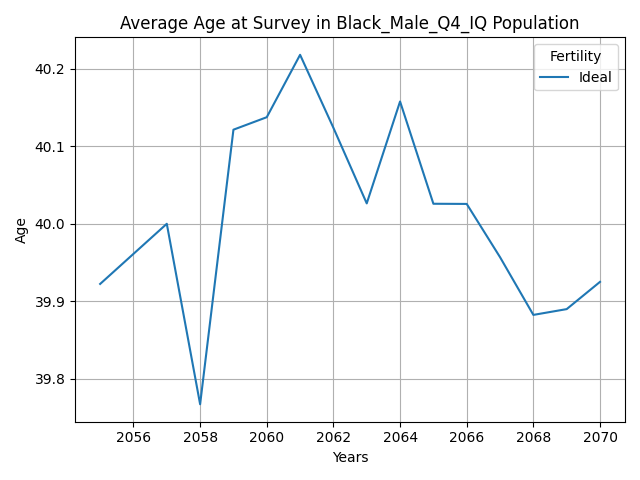 Average Age at Survey in Black_Male_Q4_IQ Population
Fertility
Ideal
40.2
40.1
40.0
39.9
39.8
Age
2056 2058 2060 2062 2064 2066 2068 2070
Years